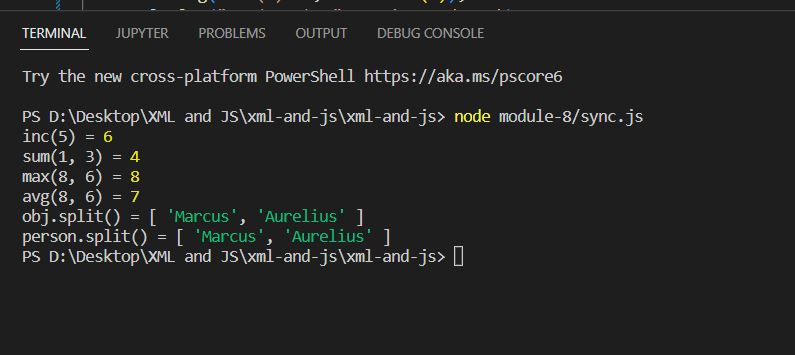 TERMINAL JUPYTER PROBLEMS OUTPUT DEBUG CONSOLE
Try the new cross-platform PowerShell https://aka.ms/pscore6
PS D:\Desktop\XML and JS\xml-and-js\xml-and-js> node module-8/sync.js
inc(5) = 6
sum(1, 3) = 4
max(8, 6) = 8
avg(8, 6) = 7
obj.split() = [ 'Marcus', 'Aurelius' ]
person.split() = [ 'Marcus', 'Aurelius' ]
PS D:\Desktop\XML and JS\xml-and-js\xml-and-js>